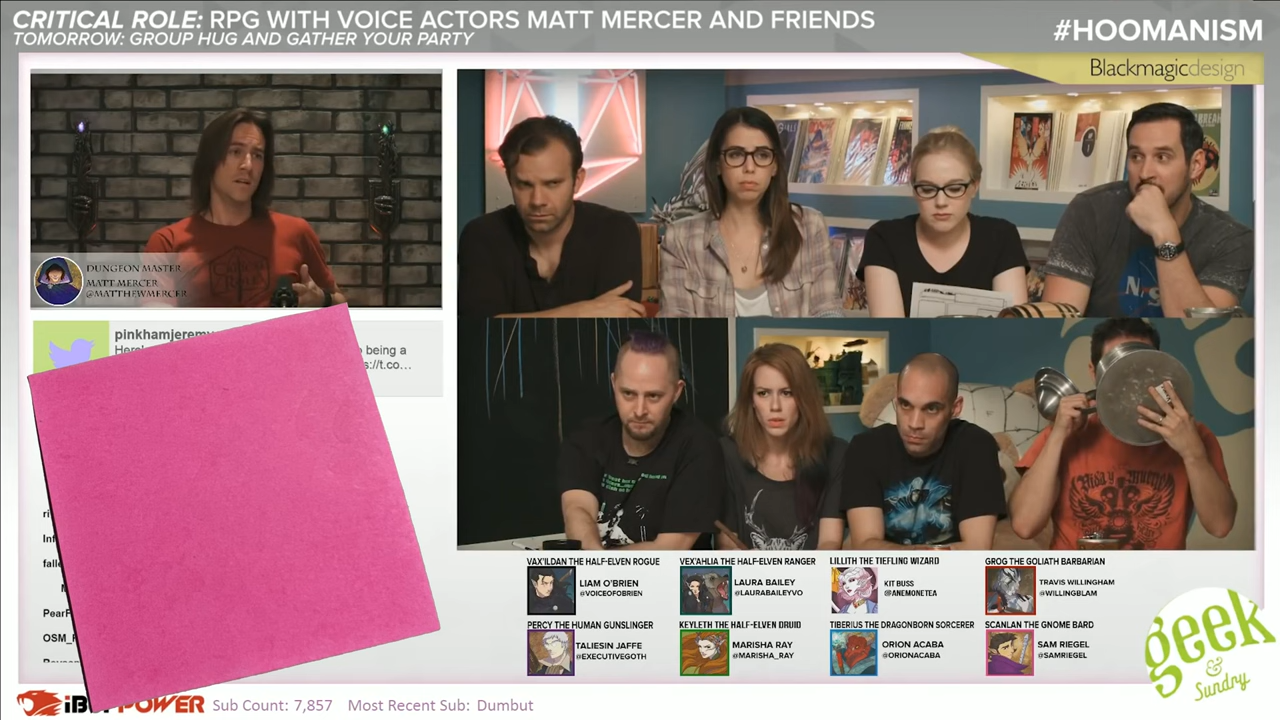 CRITICAL ROLE: RPG WITH VOICE ACTORS MATT MERCER AND FRIENDS
TOMORROW: GROUP HUG AND GATHER YOUR PARTY
#HOOMANISM
Blackmagicdesign
DUNGEON MASTER
MATT MERCER
@MATTHEWMERCER
being a
s://t.co...
PearF
OSM_
VAX'ILDAN THE HALF-ELVEN ROGUE
LIAM O'BRIEN
@VOICEOFOBRIEN
VEX'AHLIA THE HALF-ELVEN RANGER
LAURA BAILEY
@LAURABAILEYVO
LILLITH THE TIEFLING WIZARD
KIT BUSS
@ANEMONETEA
GROG THE GOLIATH BARBARIAN
TRAVIS WILLINGHAM
@WILLINGBLAM
PERCY THE HUMAN GUNSLINGER
TALIESIN JAFFE
@EXECUTIVEGOTH
KEYLETH THE HALF-ELVEN DRUID
MARISHA RAY
@MARISHA_RAY
TIBERIUS THE DRAGONBORN SORCERER
ORION ACABA
@ORIONACABA
SCANLAN THE GNOME BARD
SAM RIEGEL
@SAMRIEGEL
geek
&
Sundry
POWER
Sub Count: 7,857 Most Recent Sub: Dumbut